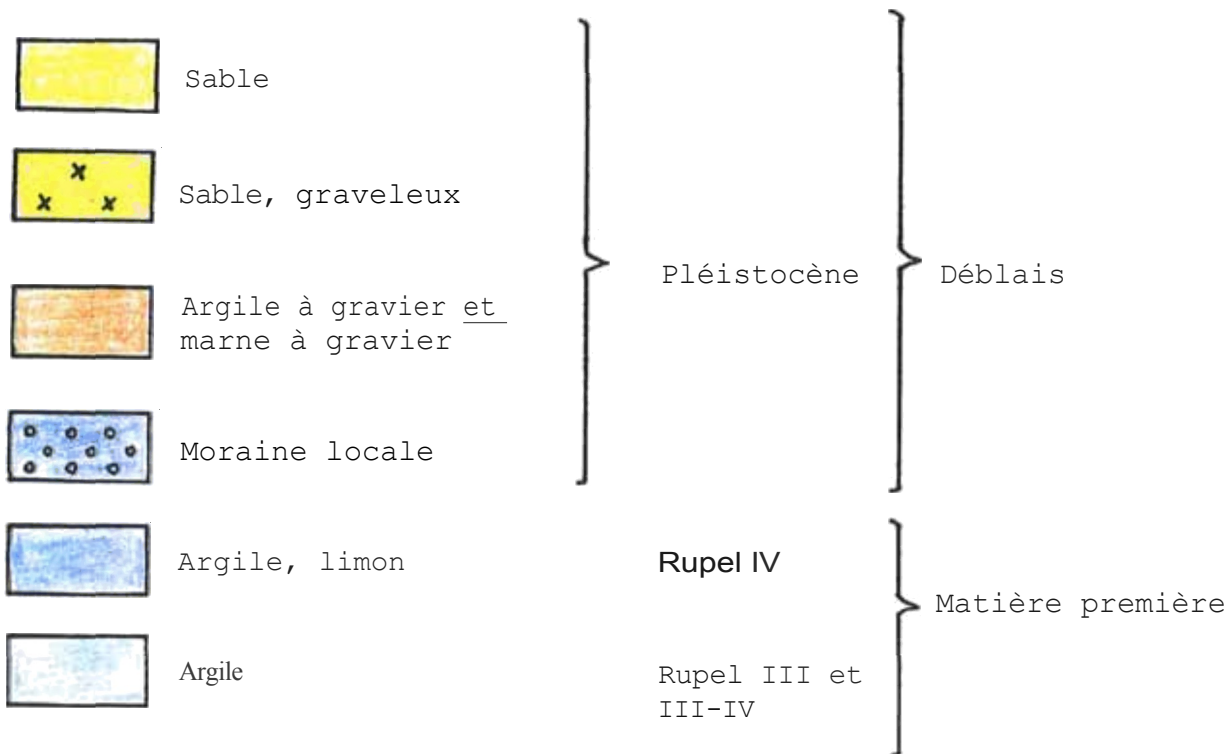 Sable
Sable, graveleux
Argile à gravier et
marne à gravier
Pléistocène
Déblais
Moraine locale
Argile, limon
Rupel IV
Matière première
Argile
Rupel III et
III-IV